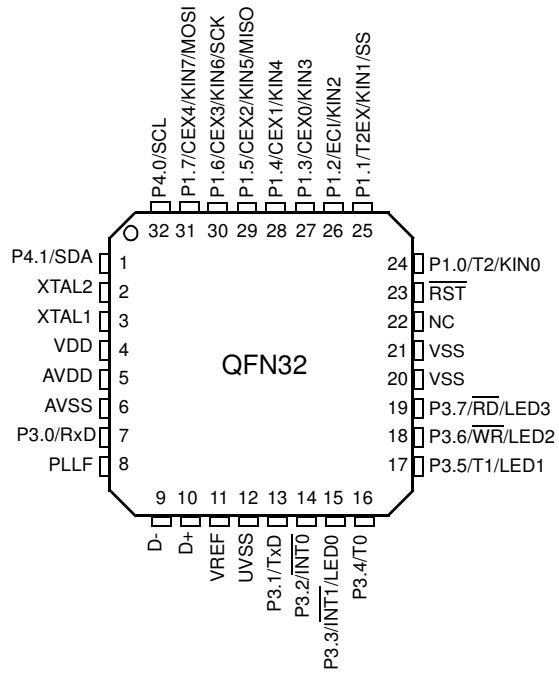 P4.0/SCL
P1.7/CEX4/KIN7/MOSI
P1.6/CEX3/KIN6/SCK
P1.5/CEX2/KIN5/MISO
P1.4/CEX1/KIN4
P1.3/CEX0/KIN3
P1.2/ECI/KIN2
P1.1/T2EX/KIN1/SS
32 31 30 29 28 27 26 25
P4.1/SDA 1
XTAL2 2
XTAL1 3
VDD 4
AVDD 5
AVSS 6
P3.0/RxD 7
PLLF 8
QFN32
24 P1.0/T2/KIN0
23 RST
22 NC
21 VSS
20 VSS
19 P3.7/RD/LED3
18 P3.6/WR/LED2
17 P3.5/T1/LED1
9 10 11 12 13 14 15 16
D-
D+
VREF
UVSS
P3.1/TxD
P3.2/INT0
P3.3/INT1/LED0
P3.4/T0